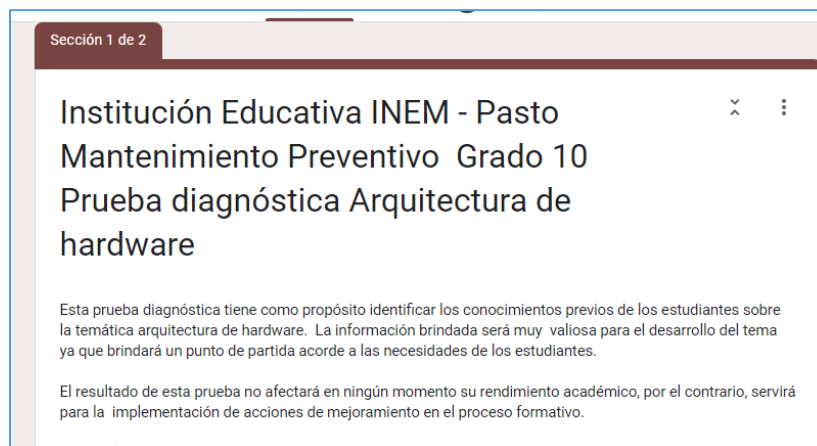 Sección 1 de 2
Institución Educativa INEM - Pasto
Mantenimiento Preventivo  Grado 10
Prueba diagnóstica Arquitectura de
hardware
Esta prueba diagnóstica tiene como propósito identificar los conocimientos previos de los estudiantes sobre
la temática arquitectura de hardware.  La información brindada será muy  valiosa para el desarrollo del tema
ya que brindará un punto de partida acorde a las necesidades de los estudiantes.
El resultado de esta prueba no afectará en ningún momento su rendimiento académico, por el contrario, servirá
para la  implementación de acciones de mejoramiento en el proceso formativo.